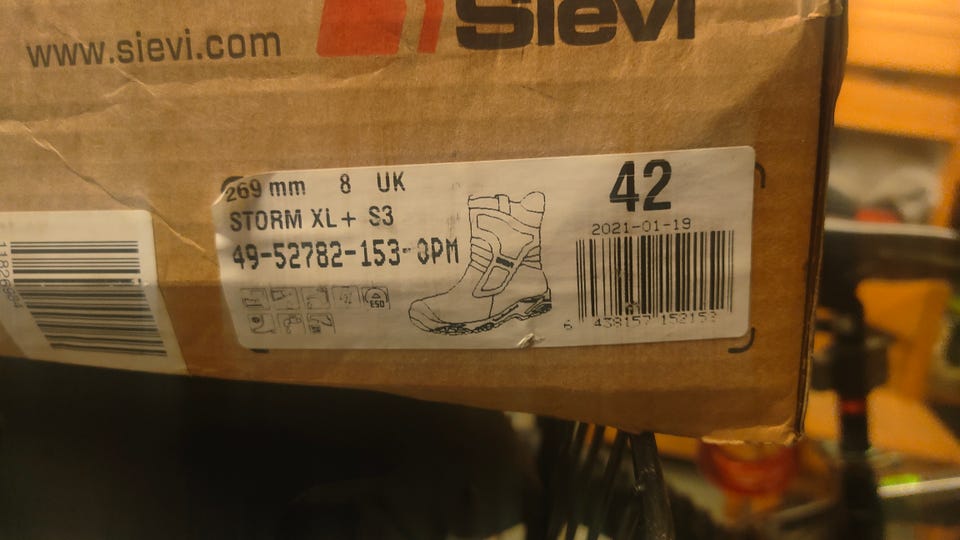 www.sievi.com
Sievi
269 mm 8 UK
STORM XL+ S3
49-52782-153-0PM
ESD
42
2021-01-19
6 438157 152153